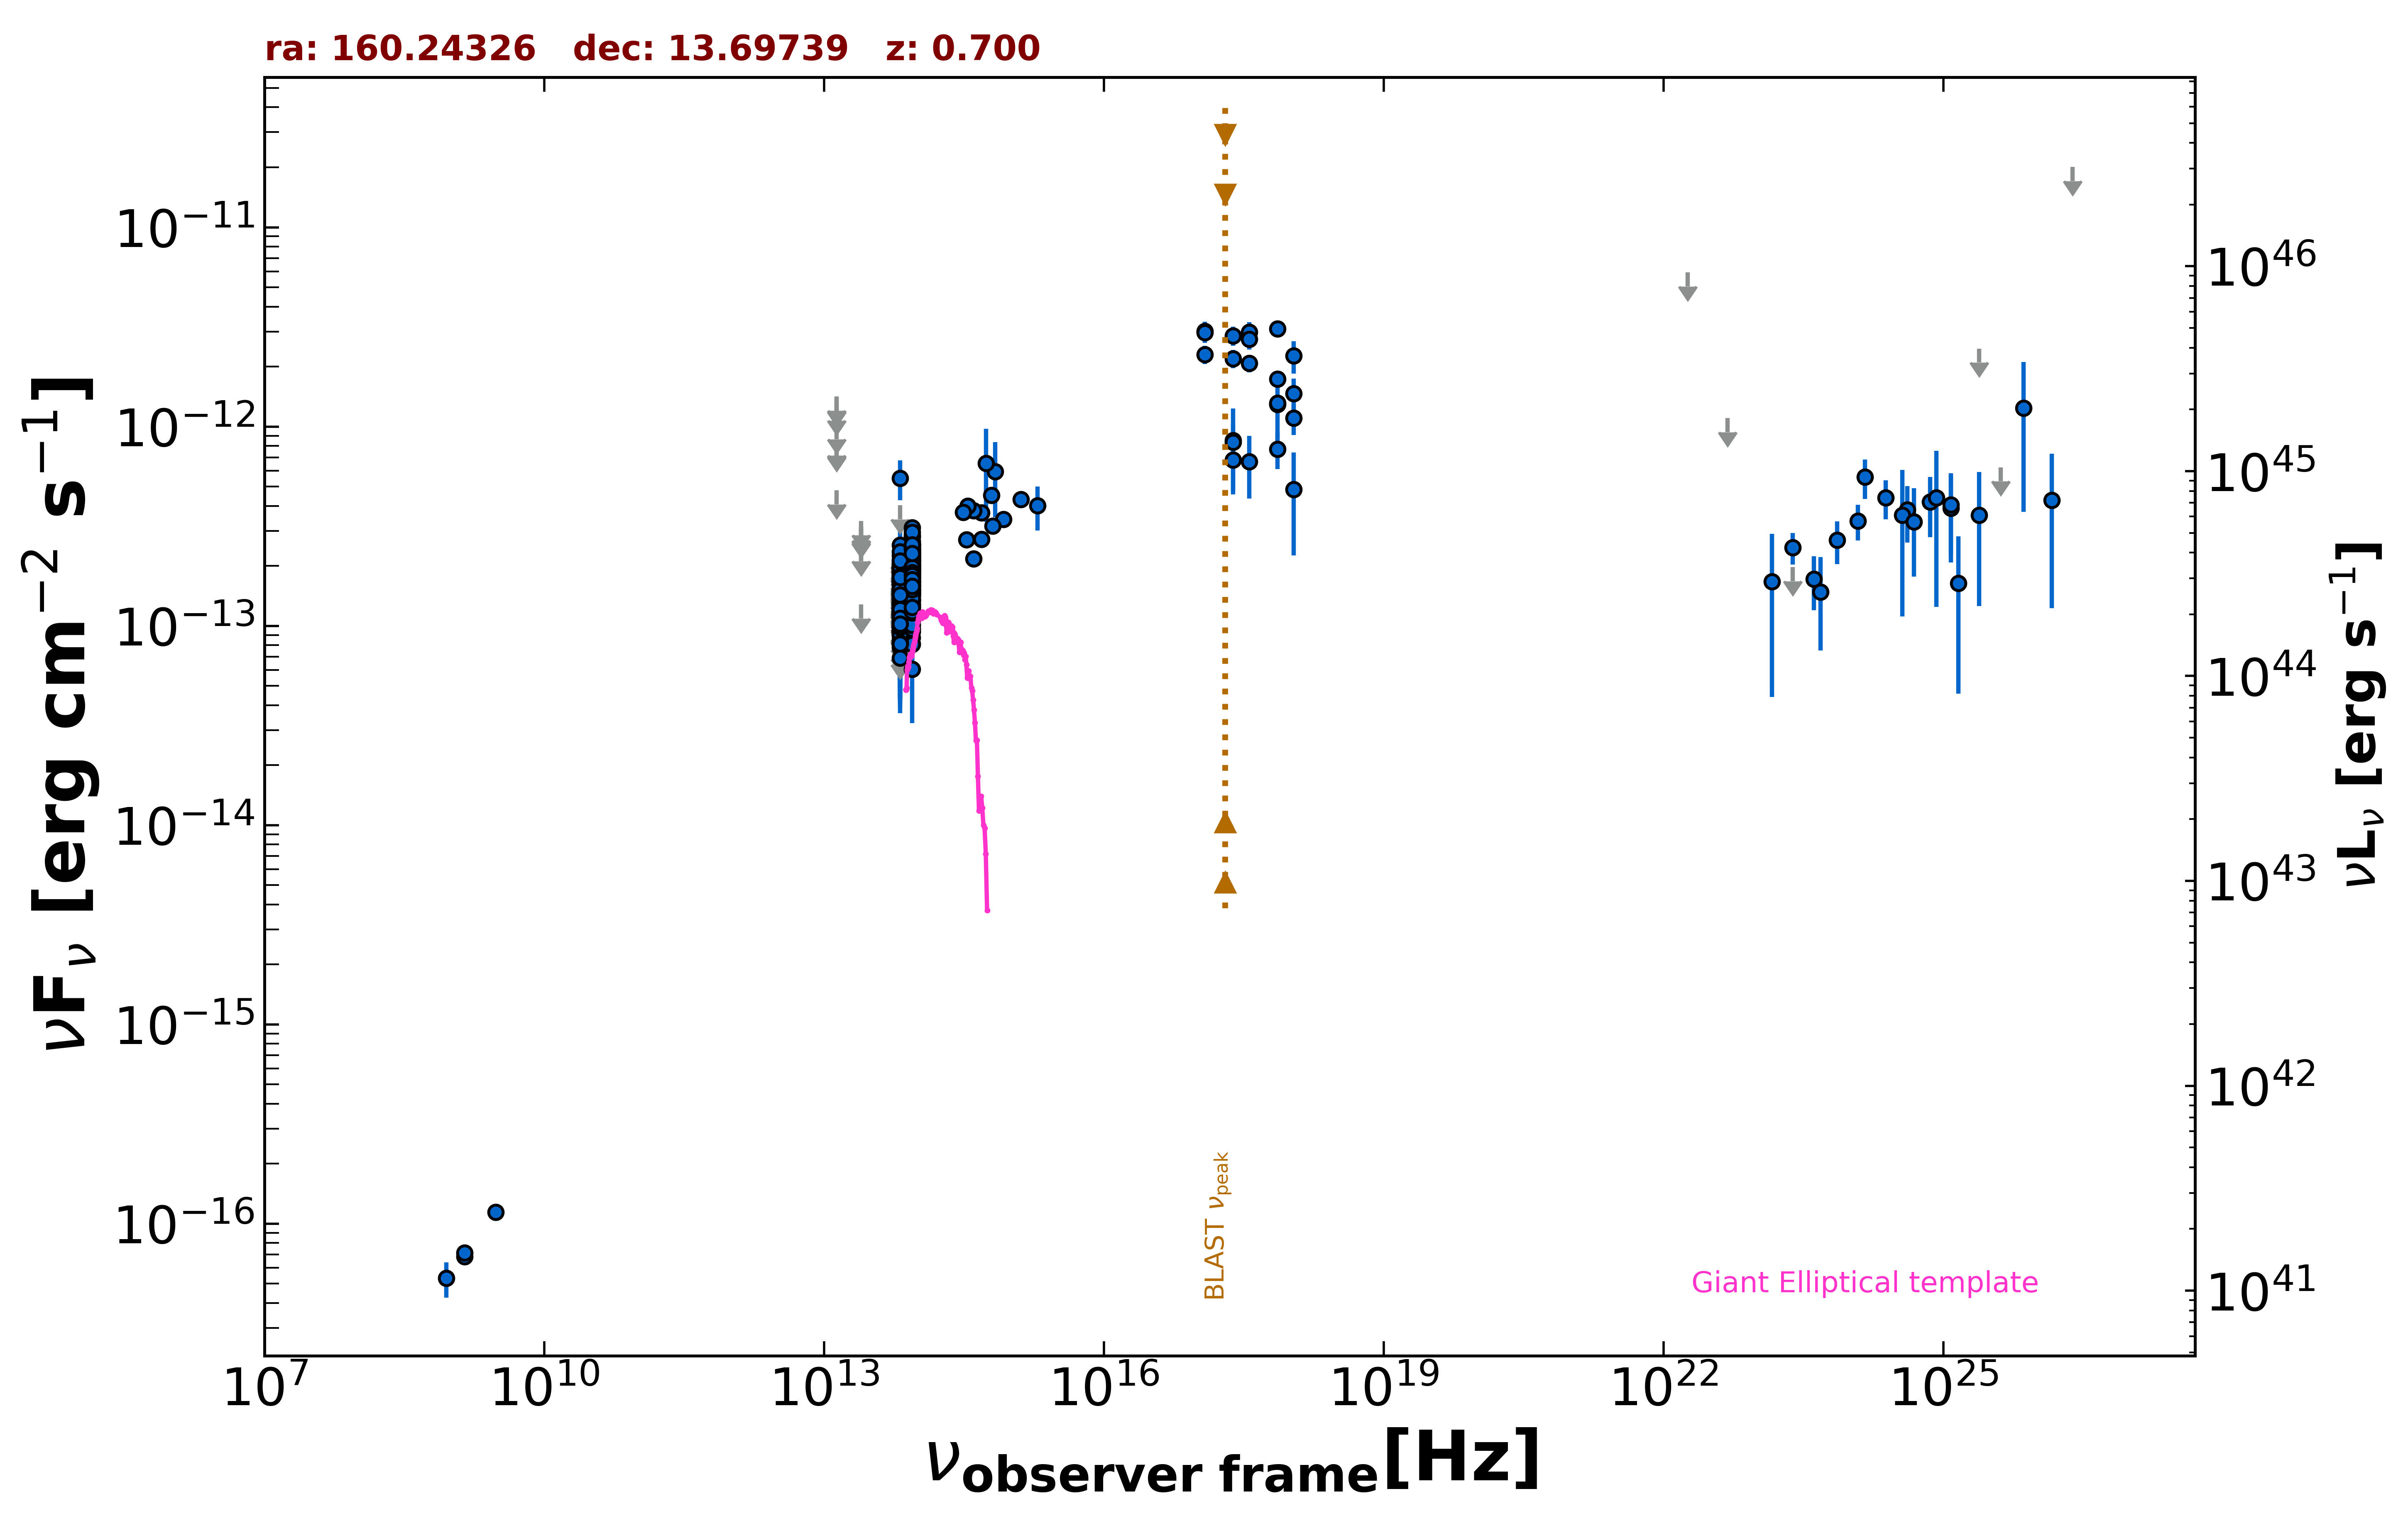 ra: 160.24326 dec: 13.69739 z: 0.700
νFν [erg cm−2 s−1]
10−11
10−12
10−13
10−14
10−15
10−16
1046
1045
1044
1043
1042
1041
νLν [erg s−1]
BLAST νpeak
Giant Elliptical template
107 1010 1013 1016 1019 1022 1025
νobserver frame[Hz]